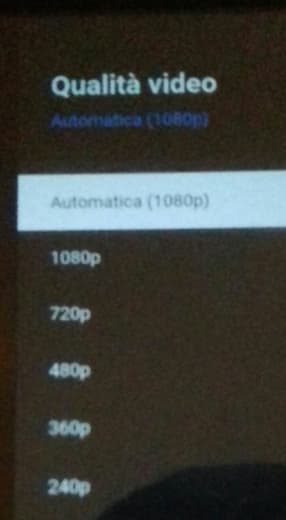 Qualità video
Automatica (1080p)
Automatica (1080p)
1080p
720p
480p
360p
240p